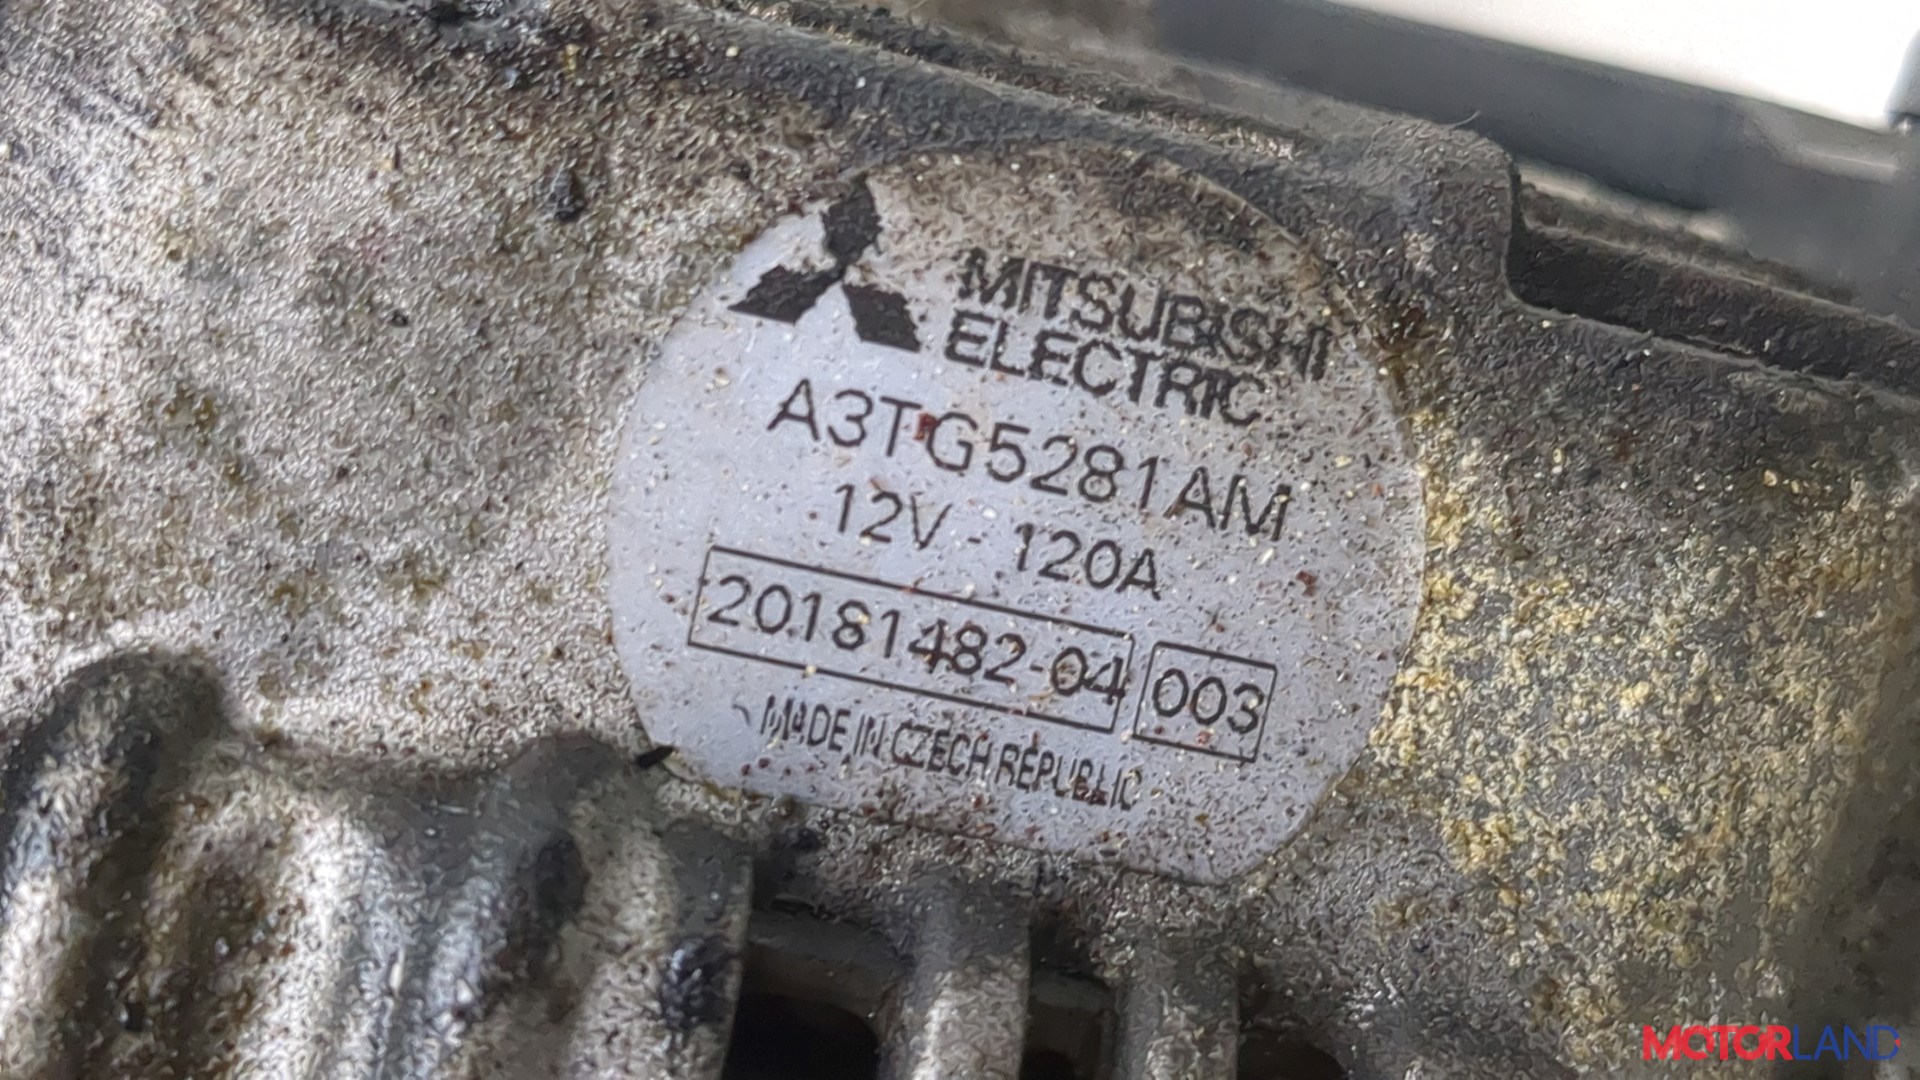 MITSUBISHI
ELECTRIC
A3TG5281AM
12V - 120A
20181482-04 003
MADE IN CZECH REPUBLIC
MOTORLAND